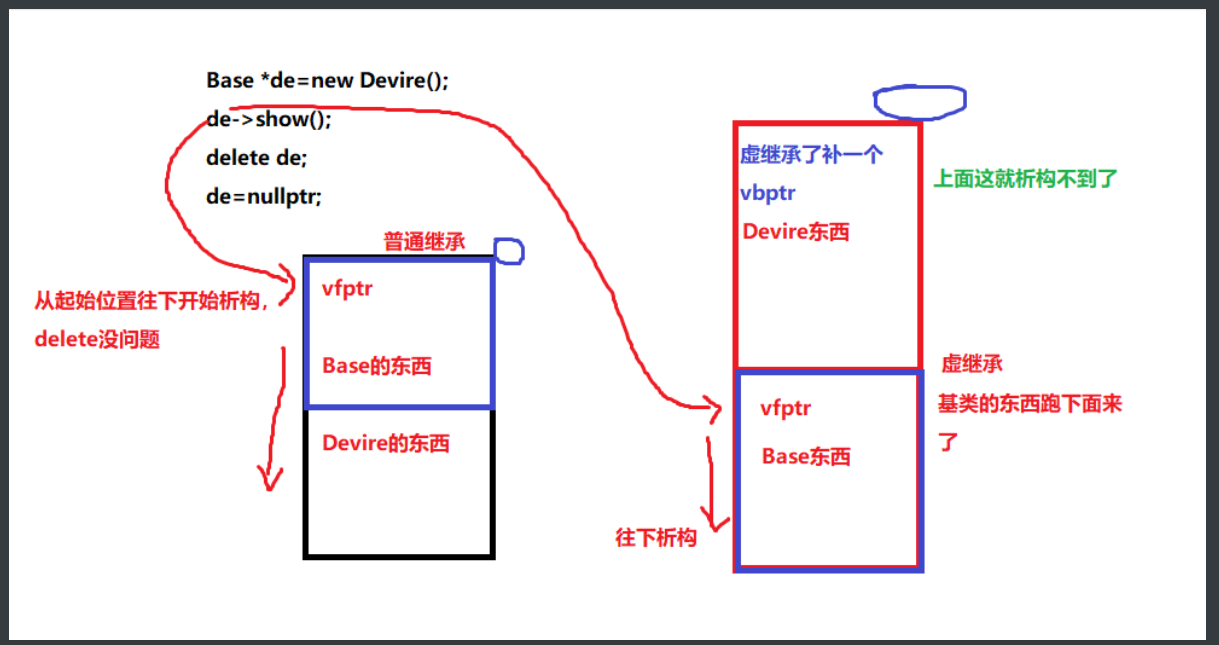 Base *de=new Devire();
de->show();
delete de;
de=nullptr;
普通继承
从起始位置往下开始析构，
delete没问题
vfptr
Base的东西
Devire的东西
虚继承了补一个
vbptr
Devire东西
上面这就析构不到了
虚继承
基类的东西跑下面来
了
vfptr
Base东西
往下析构